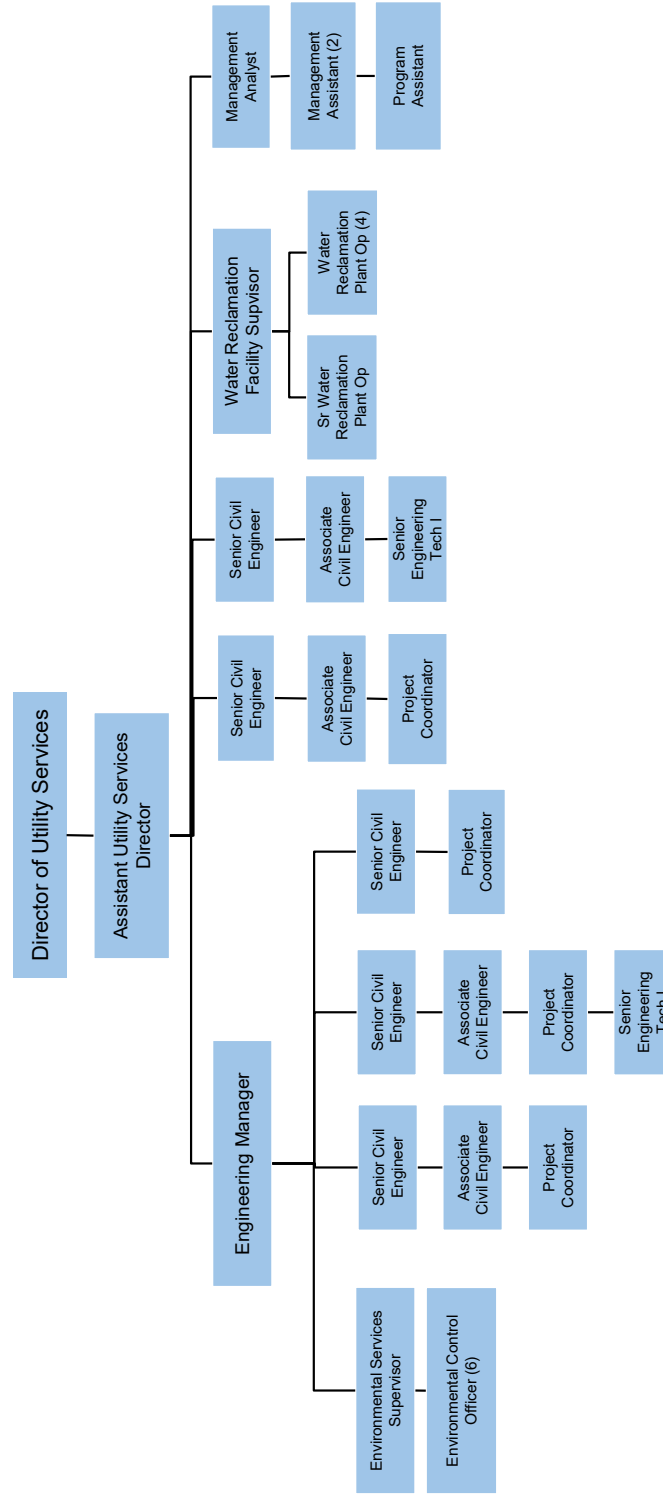 Director of Utility Services
Assistant Utility Services
Director
Engineering Manager
Senior Civil
Engineer
Senior Civil
Engineer
Water Reclamation
Facility Supvisor
Management
Analyst
Environmental Services
Supervisor
Senior Civil
Engineer
Senior Civil
Engineer
Senior Civil
Engineer
Associate
Civil Engineer
Associate
Civil Engineer
Sr Water
Reclamation
Plant Op
Water
Reclamation
Plant Op (4)
Management
Assistant (2)
Environmental Control
Officer (6)
Associate
Civil Engineer
Associate
Civil Engineer
Project
Coordinator
Project
Coordinator
Senior
Engineering
Tech I
Program
Assistant
Project
Coordinator
Project
Coordinator
Senior
Engineering
Tech I